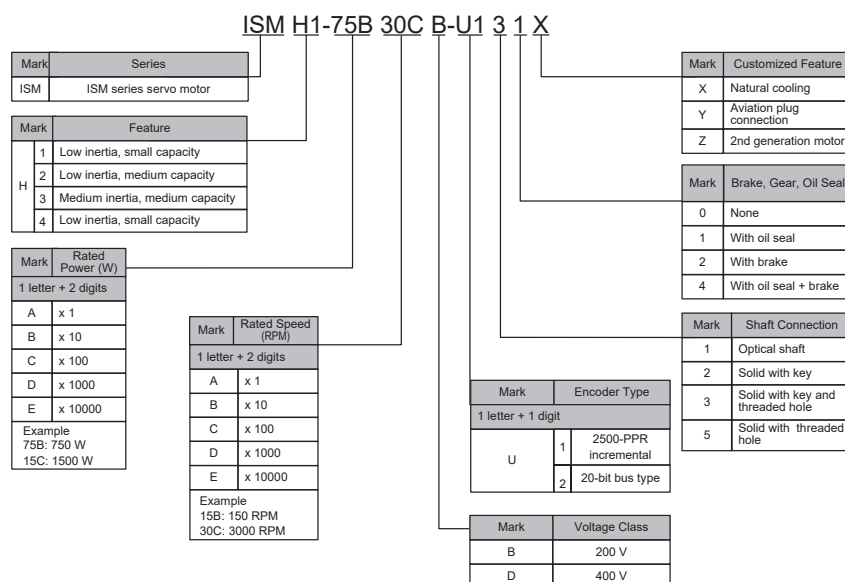 ISM H1-75B 30C B-U1 3 1 X
Mark Series
ISM ISM series servo motor
Mark Feature
H
1 Low inertia, small capacity
2 Low inertia, medium capacity
3 Medium inertia, medium capacity
4 Low inertia, small capacity
Mark Rated Power (W)
1 letter + 2 digits
A x 1
B x 10
C x 100
D x 1000
E x 10000
Example
75B: 750 W
15C: 1500 W
Mark Rated Speed (RPM)
1 letter + 2 digits
A x 1
B x 10
C x 100
D x 1000
E x 10000
Example
15B: 150 RPM
30C: 3000 RPM
Mark Encoder Type
1 letter + 1 digit
U
1 2500-PPR incremental
2 20-bit bus type
Mark Voltage Class
B 200 V
D 400 V
Mark Customized Feature
X Natural cooling
Y Aviation plug connection
Z 2nd generation motor
Mark Brake, Gear, Oil Seal
0 None
1 With oil seal
2 With brake
4 With oil seal + brake
Mark Shaft Connection
1 Optical shaft
2 Solid with key
3 Solid with key and threaded hole
5 Solid with threaded hole